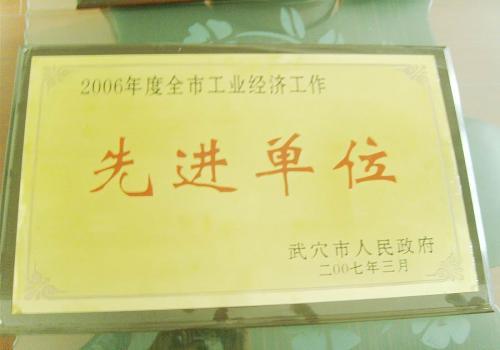 2006年度全市工业经济工作
先进单位
武穴市人民政府
二00七年三月